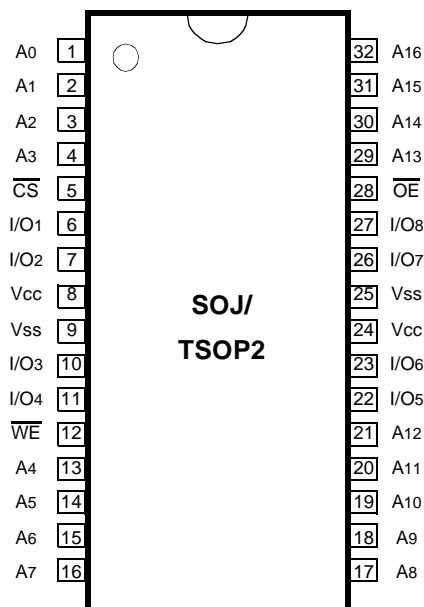 A0 1 32 A16
A1 2 31 A15
A2 3 30 A14
A3 4 29 A13
C̅S̅ 5 28 O̅E̅
I/O1 6 27 I/O8
I/O2 7 26 I/O7
Vcc 8 25 Vss
SOJ/
Vss 9 24 Vcc
TSOP2
I/O3 10 23 I/O6
I/O4 11 22 I/O5
W̅E̅ 12 21 A12
A4 13 20 A11
A5 14 19 A10
A6 15 18 A9
A7 16 17 A8